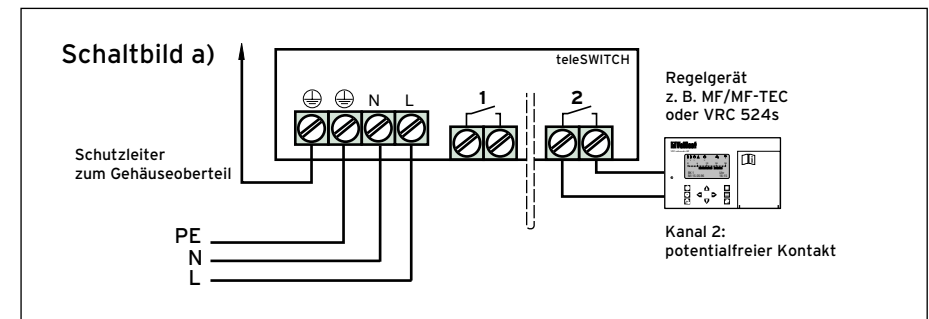 Schaltbild a)
teleSWITCH
N L
1
2
Regelgerät
z. B. MF/MF-TEC
oder VRC 524s
Vaillant
Schutzleiter
zum Gehäuseoberteil
PE
N
L
Kanal 2:
potentialfreier Kontakt